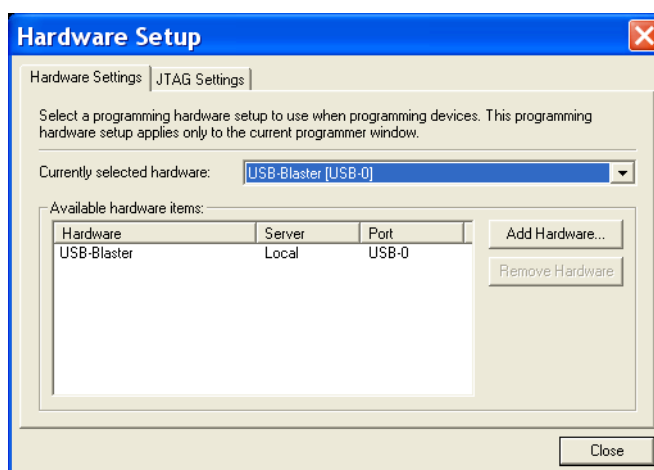 Hardware Setup
Hardware Settings JTAG Settings
Select a programming hardware setup to use when programming devices. This programming
hardware setup applies only to the current programmer window.
Currently selected hardware: USB-Blaster [USB-0]
Available hardware items:
Hardware Server Port
USB-Blaster Local USB-0
Add Hardware...
Remove Hardware
Close